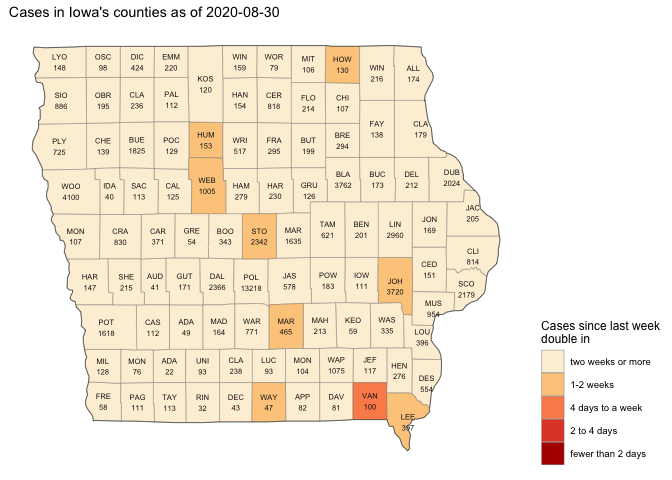 Cases in Iowa's counties as of 2020-08-30
LYO OSC DIC EMM WIN WOR MIT HOW WIN ALL
148 98 424 220 159 79 106 130 216 174
KOS
120
SIO OBR CLA PAL HAN CER FLO CHI
886 195 236 112 154 818 214 107
FAY CLA
138 179
PLY CHE BUE POC HUM WRI FRA BUT BRE
725 139 1825 129 153 517 295 199 294
WOO IDA SAC CAL WEB HAM HAR GRU BLA BUC DEL DUB
4100 40 113 125 1005 279 230 126 3762 173 212 2024
JAC
205
MON CRA CAR GRE BOO STO MAR TAM BEN LIN JON
107 830 371 54 343 2342 1635 621 201 2960 169
CLI
814
CED
151
HAR SHE AUD GUT DAL POL JAS POW IOW JOH SCO
147 215 41 171 2366 13218 578 183 111 3720 2179
MUS
954
POT CAS ADA MAD WAR MAR MAH KEO WAS LOU
1618 112 49 164 771 465 213 59 335 396
MIL MON ADA UNI CLA LUC MON WAP JEF HEN DES
128 76 22 93 238 93 104 1075 117 276 554
FRE PAG TAY RIN DEC WAY APP DAV VAN LEE
58 111 113 32 43 47 82 81 100 397
Cases since last week
double in
two weeks or more
1-2 weeks
4 days to a week
2 to 4 days
fewer than 2 days